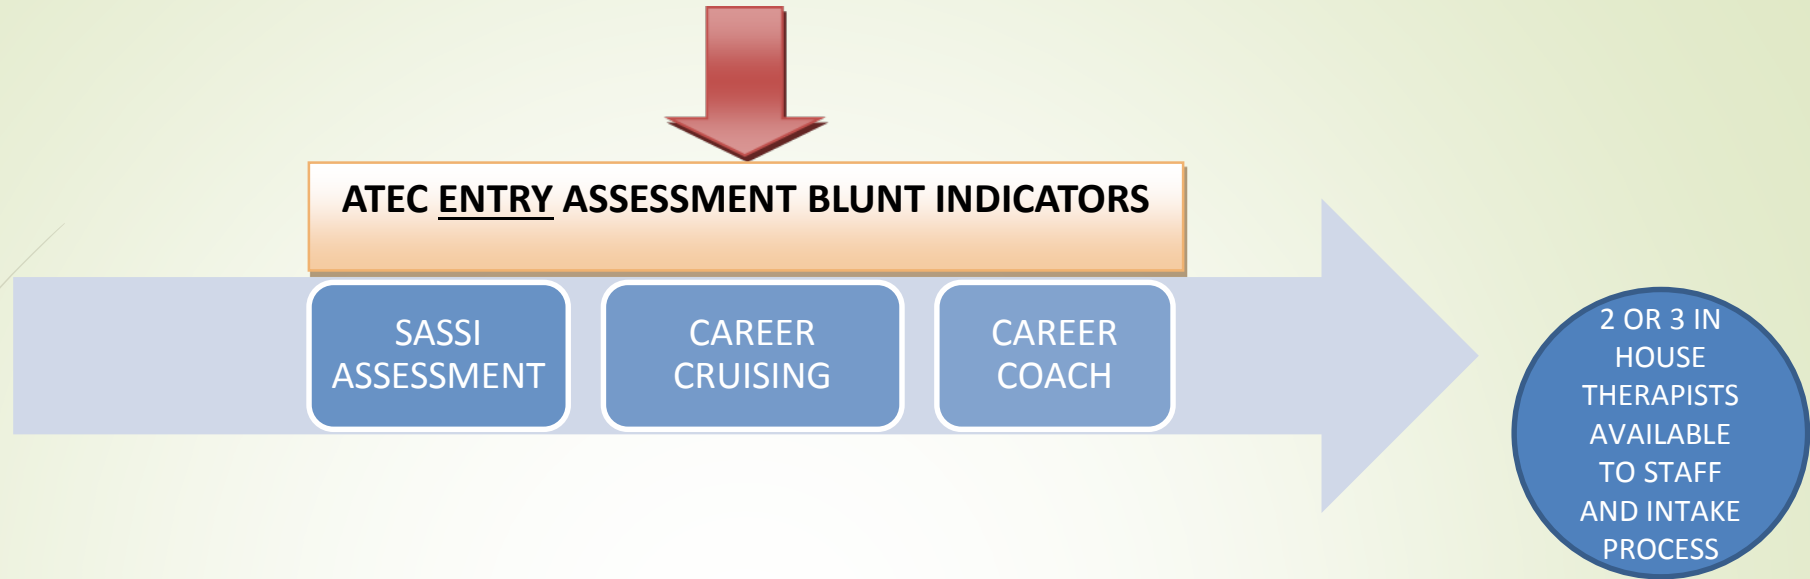 ATEC ENTRY ASSESSMENT BLUNT INDICATORS
SASSI
ASSESSMENT
CAREER
CRUISING
CAREER
COACH
2 OR 3 IN
HOUSE
THERAPISTS
AVAILABLE
TO STAFF
AND INTAKE
PROCESS